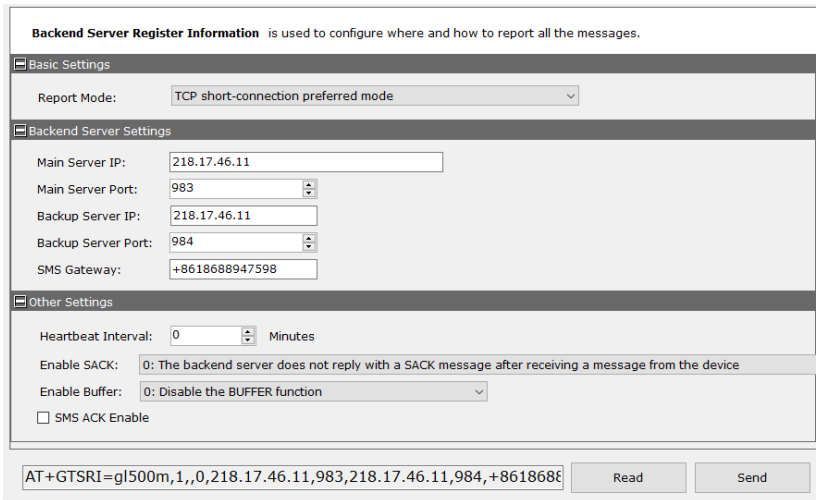 Backend Server Register Information is used to configure where and how to report all the messages.
Basic Settings
Report Mode: TCP short-connection preferred mode
Backend Server Settings
Main Server IP: 218.17.46.11
Main Server Port: 983
Backup Server IP: 218.17.46.11
Backup Server Port: 984
SMS Gateway: +8618688947598
Other Settings
Heartbeat Interval: 0 Minutes
Enable SACK: 0: The backend server does not reply with a SACK message after receiving a message from the device
Enable Buffer: 0: Disable the BUFFER function
SMS ACK Enable
AT+GTSRI=gl500m,1,,0,218.17.46.11,983,218.17.46.11,984,+861868 Read Send